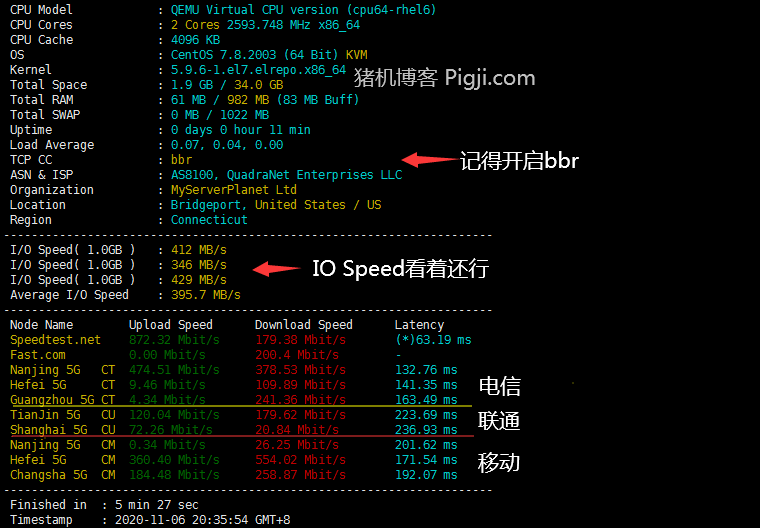 CPU Model : QEMU Virtual CPU version (cpu64-rhel6)
CPU Cores : 2 Cores 2593.748 MHz x86_64
CPU Cache : 4096 KB
OS : CentOS 7.8.2003 (64 Bit) KVM
Kernel : 5.9.6-1.el7.elrepo.x86_64
猪机博客 Pigji.com
Total Space : 1.9 GB / 34.0 GB
Total RAM : 61 MB / 982 MB (83 MB Buff)
Total SWAP : 0 MB / 1022 MB
Uptime : 0 days 0 hour 11 min
Load Average : 0.07, 0.04, 0.00
TCP CC : bbr
记得开启bbr
ASN & ISP : AS8100, QuadraNet Enterprises LLC
Organization : MyServerPlanet Ltd
Location : Bridgeport, United States / US
Region : Connecticut
----------------------------------------------------------------------
I/O Speed( 1.0GB ) : 412 MB/s
I/O Speed( 1.0GB ) : 346 MB/s
IO Speed看着还行
I/O Speed( 1.0GB ) : 429 MB/s
Average I/O Speed : 395.7 MB/s
----------------------------------------------------------------------
Node Name Upload Speed Download Speed Latency
Speedtest.net 872.32 Mbit/s 179.38 Mbit/s (*)63.19 ms
Fast.com 0.00 Mbit/s 200.4 Mbit/s -
Nanjing 5G CT 474.51 Mbit/s 378.53 Mbit/s 132.76 ms
Hefei 5G CT 9.46 Mbit/s 109.89 Mbit/s 141.35 ms
电信
Guangzhou 5G CT 4.34 Mbit/s 241.36 Mbit/s 163.49 ms
TianJin 5G CU 120.04 Mbit/s 179.62 Mbit/s 223.69 ms
联通
Shanghai 5G CU 72.26 Mbit/s 20.84 Mbit/s 236.93 ms
Nanjing 5G CM 0.34 Mbit/s 26.25 Mbit/s 201.62 ms
Hefei 5G CM 360.40 Mbit/s 554.02 Mbit/s 171.54 ms
移动
Changsha 5G CM 184.48 Mbit/s 258.87 Mbit/s 192.07 ms
----------------------------------------------------------------------
Finished in : 5 min 27 sec
Timestamp : 2020-11-06 20:35:54 GMT+8